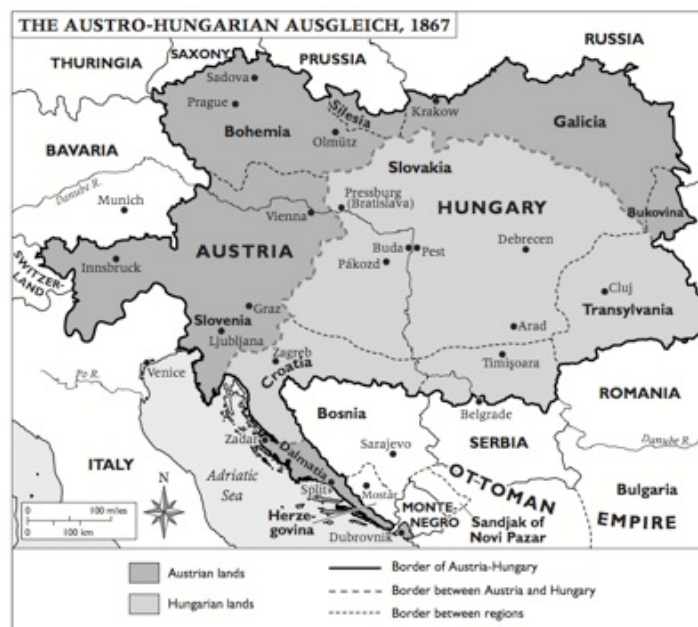 THE AUSTRO-HUNGARIAN AUSGLEICH, 1867
RUSSIA
SAXONY
PRUSSIA
THURINGIA
Sadova
Prague
Silesia
Krakow
Bohemia
Galicia
Olmütz
BAVARIA
Slovakia
Danube R.
Pressburg
(Bratislava)
Munich
Vienna
HUNGARY
Bukovina
AUSTRIA
Buda
Pest
Debrecen
Innsbruck
Pákozd
SWITZER-
LAND
Cluj
Graz
Transylvania
Slovenia
Ljubljana
Arad
Zagreb
Timişoara
Venice
Croatia
Po R.
ROMANIA
Bosnia
Belgrade
Zadar
Sarajevo
SERBIA
Danube R.
ITALY
Dalmatia
Adriatic
Sea
N
Split
Mostàr
OTTOMAN
Bulgaria
0
100 miles
0
100 km
Herze-
govina
MONTE-
NEGRO
Sandjak of
Novi Pazar
EMPIRE
Dubrovnik
Austrian lands
Hungarian lands
Border of Austria-Hungary
Border between Austria and Hungary
Border between regions